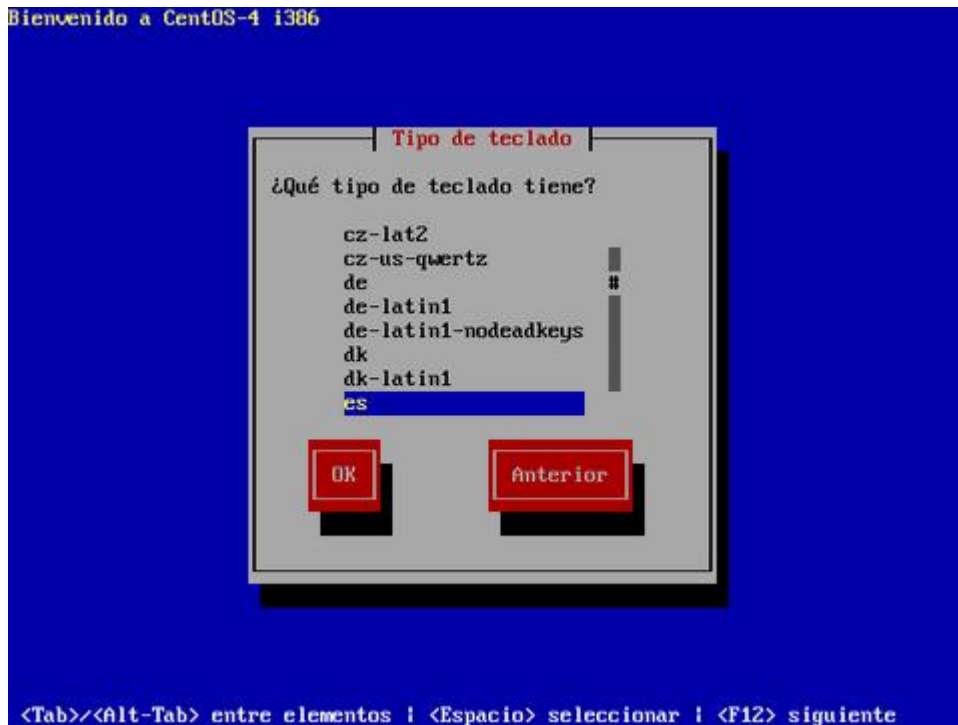 Bienvenido a CentOS-4 i386
Tipo de teclado
¿Qué tipo de teclado tiene?
cz-lat2
cz-us-qwertz
de
de-latin1
de-latin1-nodeadkeys
dk
dk-latin1
es
#
OK Anterior
<Tab>/<Alt-Tab> entre elementos | <Espacio> seleccionar | <F12> siguiente